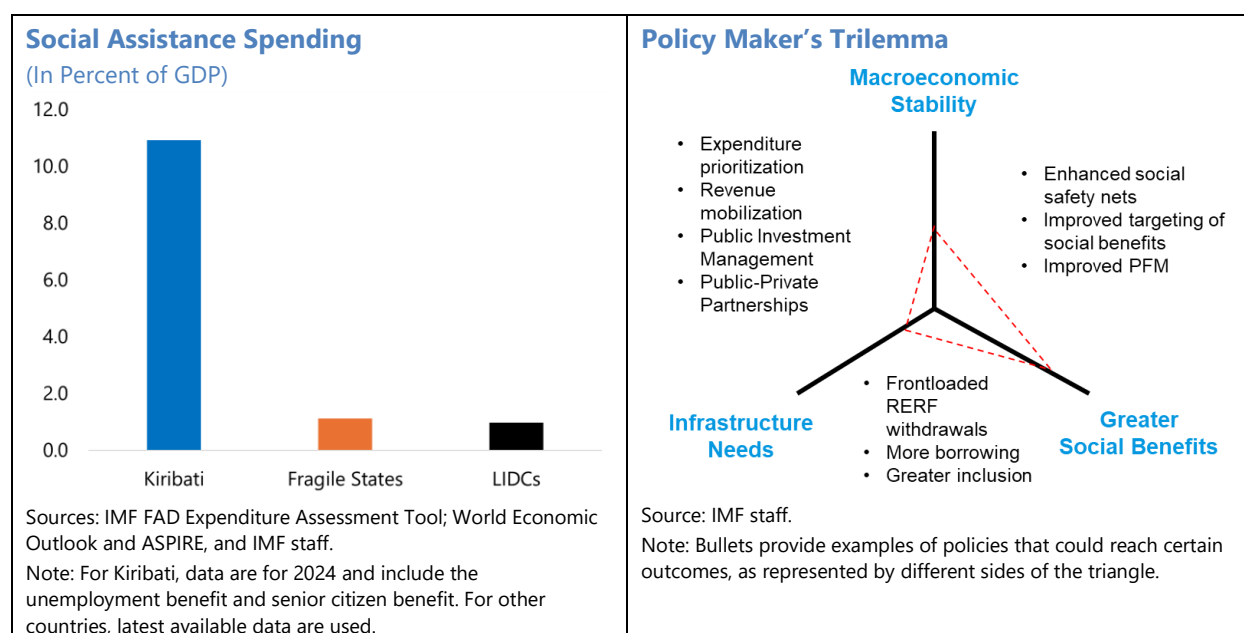 Social Assistance Spending
(In Percent of GDP)
12.0
10.0
8.0
6.0
4.0
2.0
0.0
Kiribati
Fragile States
LIDCs
Sources: IMF FAD Expenditure Assessment Tool; World Economic
Outlook and ASPIRE, and IMF staff.
Note: For Kiribati, data are for 2024 and include the
unemployment benefit and senior citizen benefit. For other
countries, latest available data are used.
Policy Maker’s Trilemma
Macroeconomic
Stability
• Expenditure
prioritization
• Revenue
mobilization
• Public Investment
Management
• Public-Private
Partnerships
• Enhanced social
safety nets
• Improved targeting of
social benefits
• Improved PFM
Infrastructure
Needs
• Frontloaded
RERF
withdrawals
• More borrowing
• Greater inclusion
Greater
Social Benefits
Source: IMF staff.
Note: Bullets provide examples of policies that could reach certain
outcomes, as represented by different sides of the triangle.